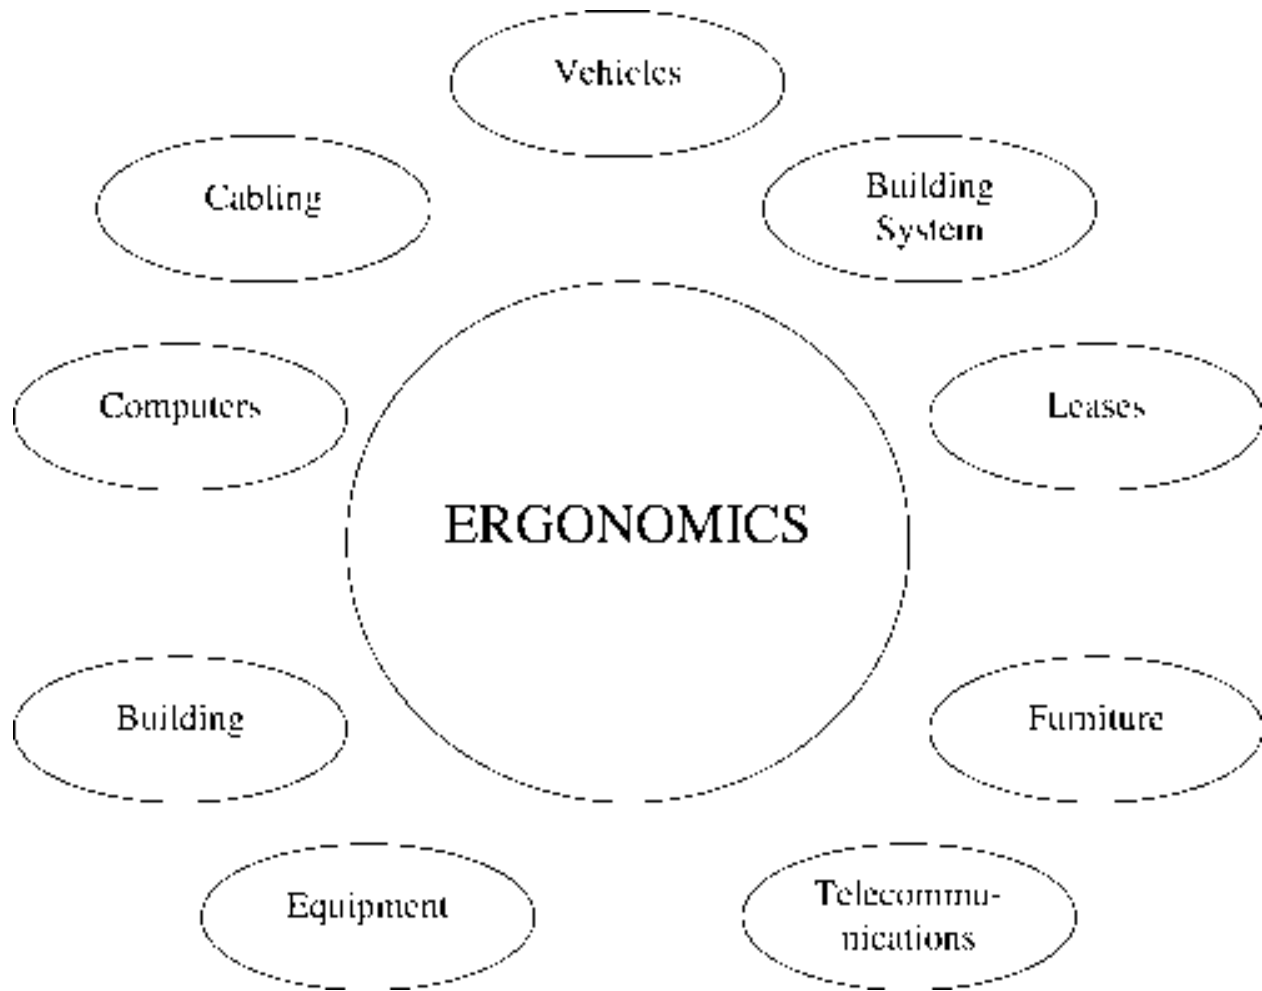 Vehicles
Cabling
Building
System
Computers
Leases
ERGONOMICS
Building
Furniture
Equipment
Telecommu-
nications